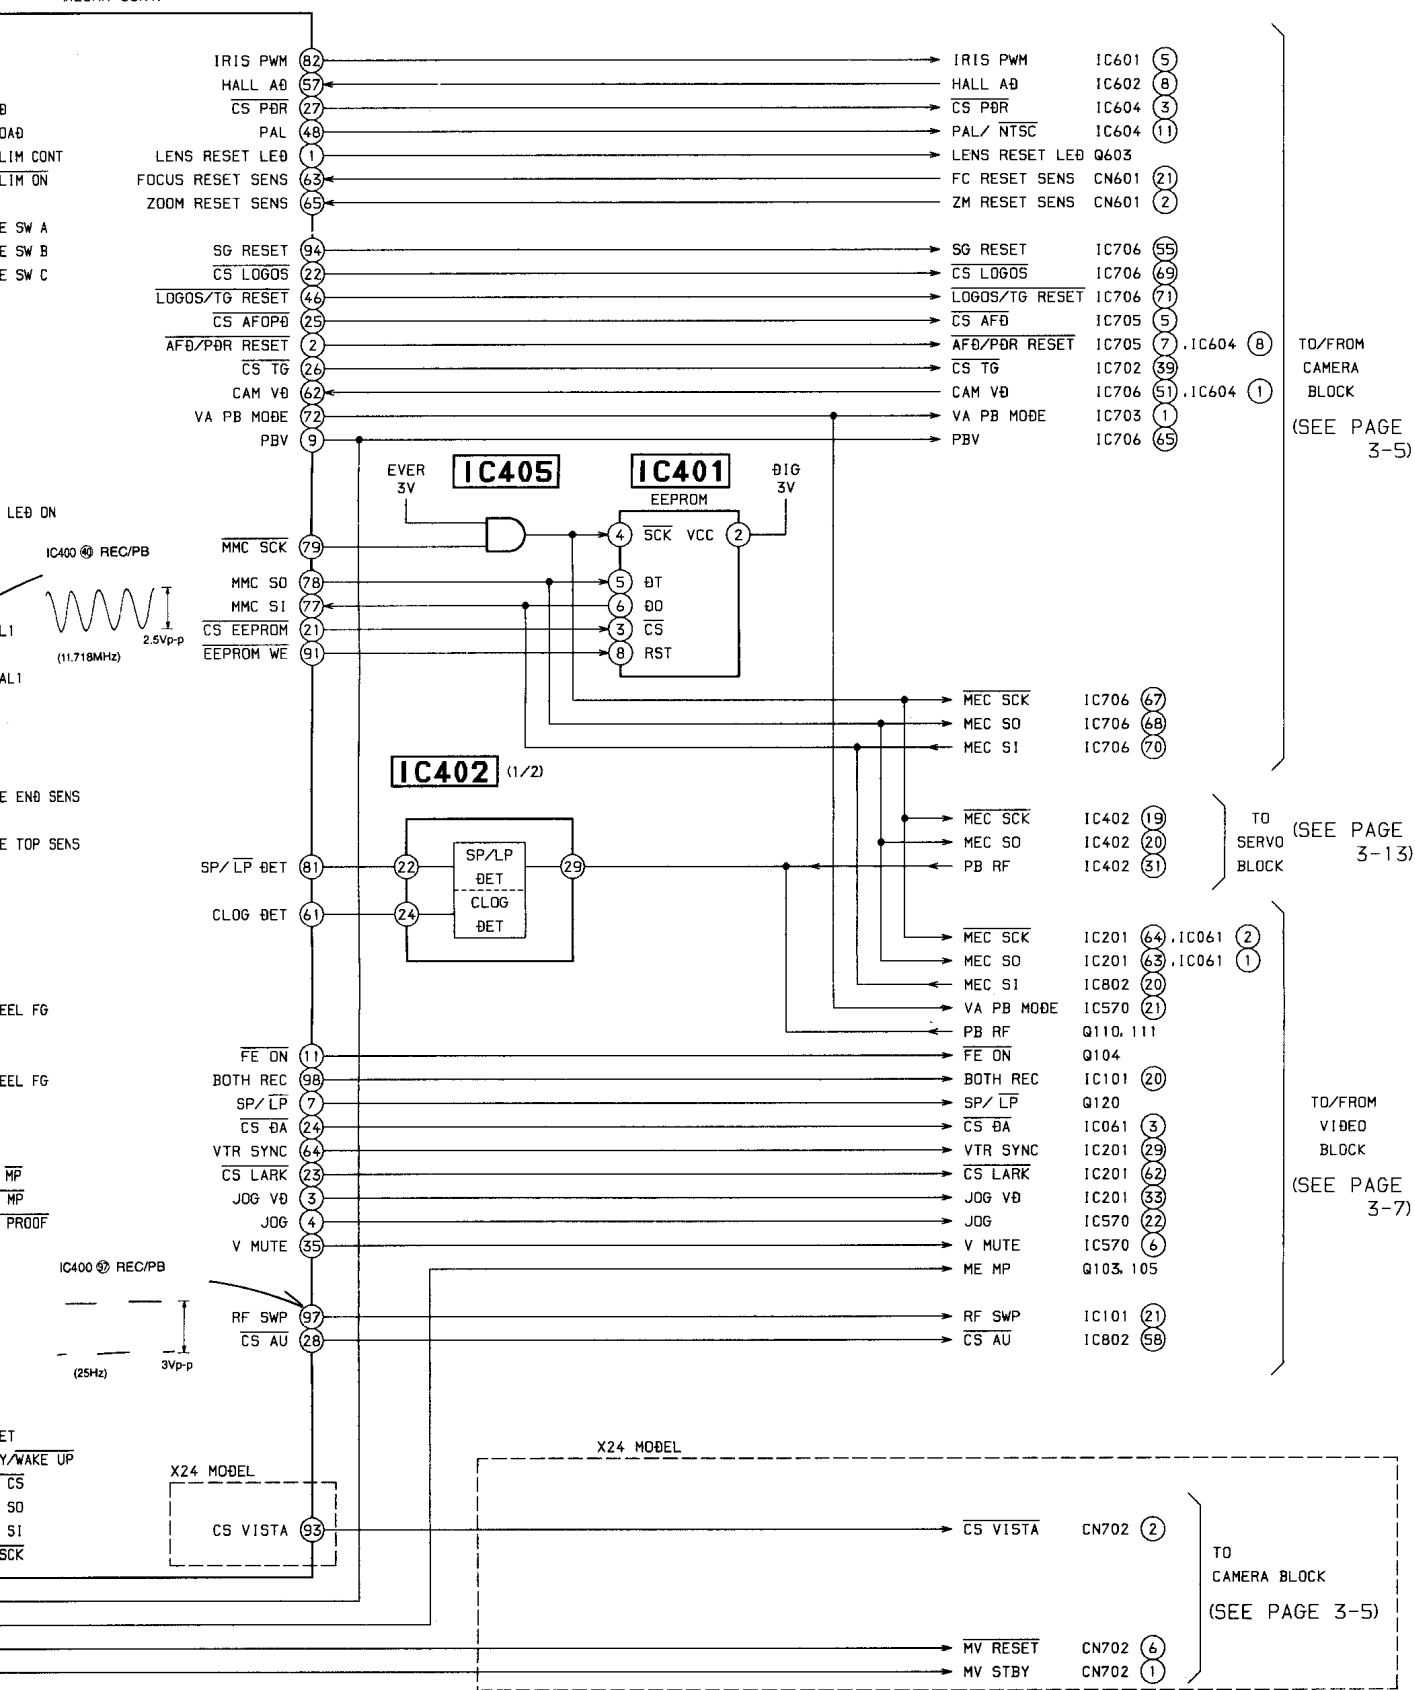 IRIS PWM 82 IRIS PWM IC601 5
HALL AD 57 HALL AD IC602 8
B CS PDR 27 CS PDR IC604 3
OAD PAL 48 PAL/ NTSC IC604 11
LIM CONT LENS RESET LED 1 LENS RESET LED Q603
LIM ON FOCUS RESET SENS 63 FC RESET SENS CN601 21
ZOOM RESET SENS 65 ZM RESET SENS CN601 2
E SW A
E SW B SG RESET 94 SG RESET IC706 55
E SW C CS LOGOS 22 CS LOGOS IC706 69
LOGOS/TG RESET 46 LOGOS/TG RESET IC706 71
CS AFOPD 25 CS AFD IC705 5
AFD/PDR RESET 2 AFD/PDR RESET IC705 7 .IC604 8 TO/FROM
CS TG 26 CS TG IC702 39 CAMERA
CAM VD 62 CAM VD IC706 51 .IC604 1 BLOCK
VA PB MODE 72 VA PB MODE IC703 1
(SEE PAGE
PBV 9 PBV IC706 65
3-5)
EVER IC405 IC401 DIG
3V EEPROM 3V
LED ON
4 SCK VCC 2
IC400 40 REC/PB MMC SCK 79
MMC SO 78 5 DT
MMC SI 77 6 DO
L1 2.5Vp-p CS EEPROM 21 3 CS
(11.718MHz) EEPROM WE 91 8 RST
AL1
MEC SCK IC706 67
MEC SO IC706 68
MEC SI IC706 70
IC402 (1/2)
E END SENS
MEC SCK IC402 19 TO (SEE PAGE
E TOP SENS MEC SO IC402 20 SERVO 3-13)
SP/LP DET 81 22 SP/LP DET 29 PB RF IC402 31 BLOCK
CLOG DET 61 24 CLOG DET
MEC SCK IC201 64 .IC061 2
MEC SO IC201 63 .IC061 1
MEC SI IC802 20
EEL FG VA PB MODE IC570 21
PB RF Q110, 111
FE ON 11 FE ON Q104
EEL FG BOTH REC 98 BOTH REC IC101 20
SP/ LP 7 SP/ LP Q120 TO/FROM
CS DA 24 CS DA IC061 3 VIDEO
VTR SYNC 64 VTR SYNC IC201 29 BLOCK
MP CS LARK 23 CS LARK IC201 62
MP JOG VD 3 JOG VD IC201 33 (SEE PAGE
PROOF JOG 4 JOG IC570 22 3-7)
V MUTE 35 V MUTE IC570 6
IC400 97 REC/PB ME MP Q103, 105
RF SWP 97 RF SWP IC101 21
CS AU 28 CS AU IC802 58
(25Hz) 3Vp-p
ET
Y/WAKE UP X24 MODEL
CS X24 MODEL
SO
SI CS VISTA 93 CS VISTA CN702 2
SCK TO
CAMERA BLOCK
(SEE PAGE 3-5)
MV RESET CN702 6
MV STBY CN702 1